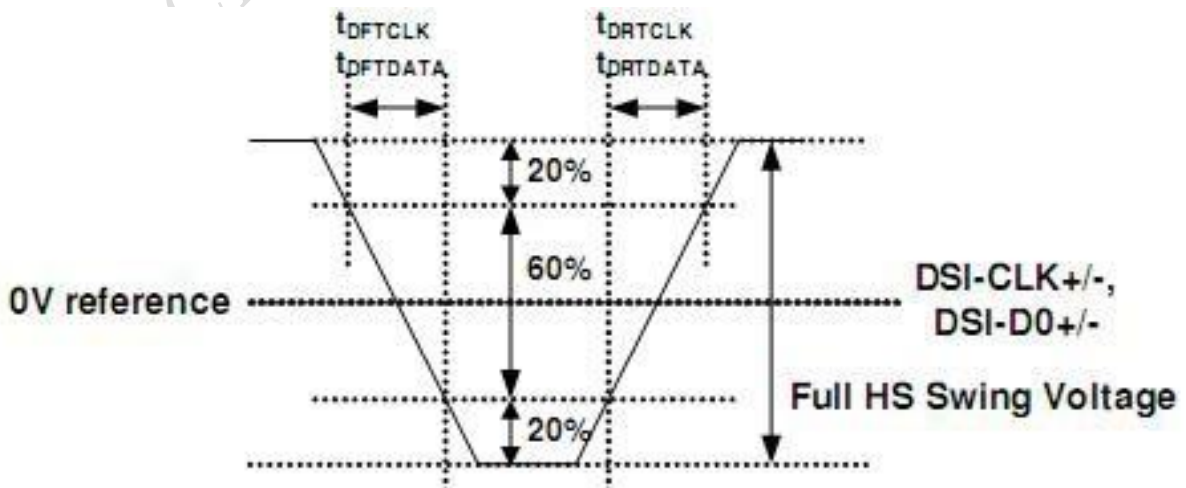 tDFTCLK
tDFTDATA
tDRTCLK
tDRTDATA
20%
60%
0V reference
DSI-CLK+/-,
DSI-D0+/-
Full HS Swing Voltage
20%